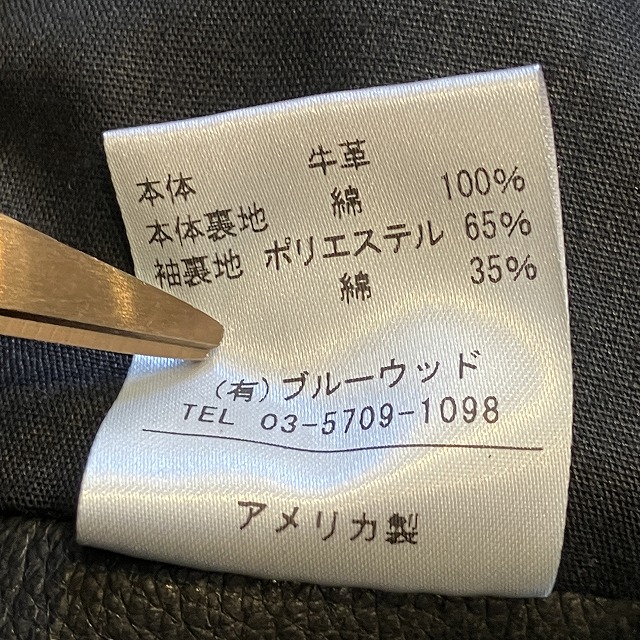 本体 牛革
本体裏地 綿 100%
袖裏地 ポリエステル 65%
綿 35%
(有)ブルーウッド
TEL 03-5709-1098
アメリカ製